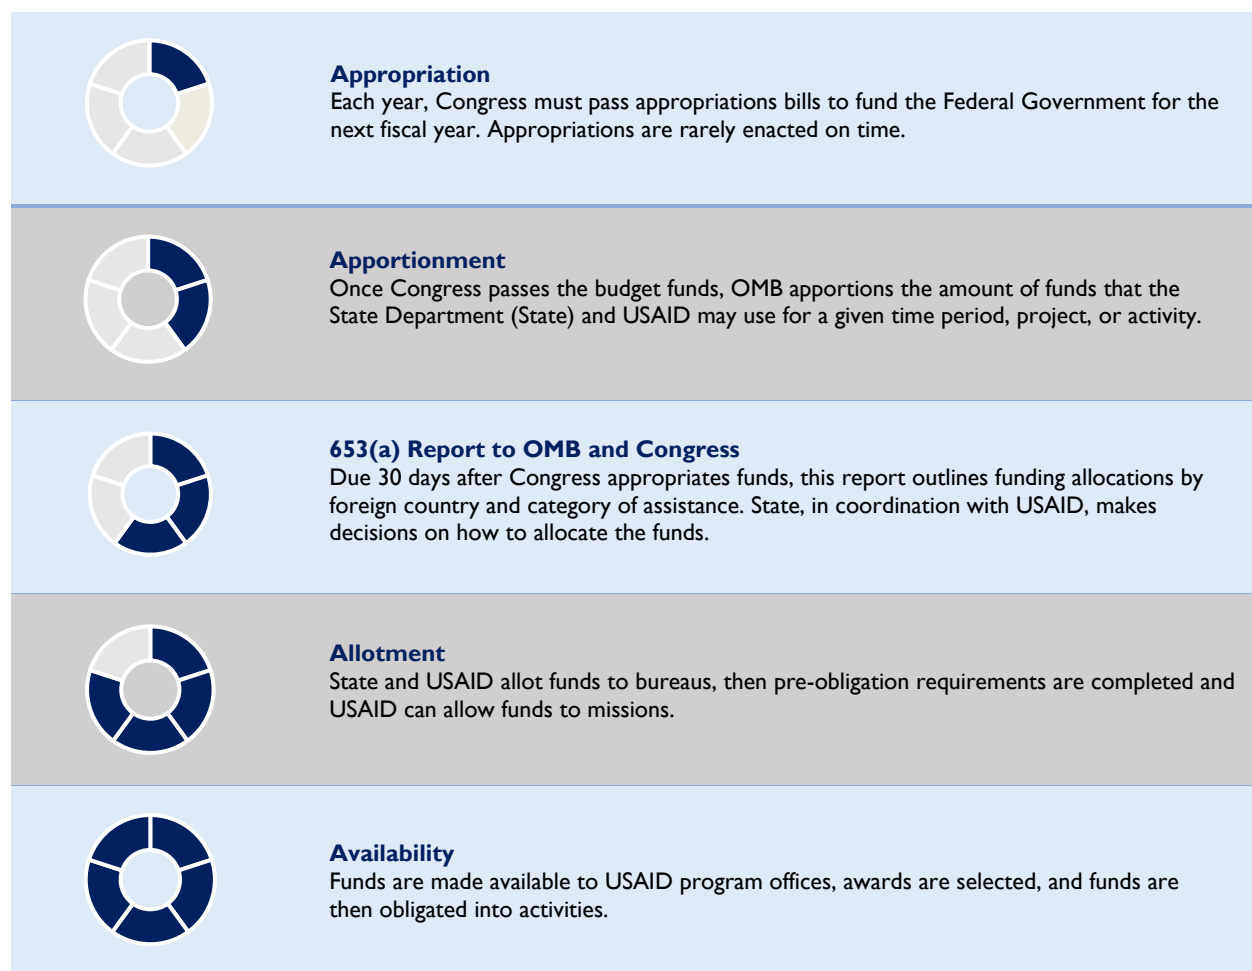 Appropriation
Each year, Congress must pass appropriations bills to fund the Federal Government for the
next fiscal year. Appropriations are rarely enacted on time.
Apportionment
Once Congress passes the budget funds, OMB apportions the amount of funds that the
State Department (State) and USAID may use for a given time period, project, or activity.
653(a) Report to OMB and Congress
Due 30 days after Congress appropriates funds, this report outlines funding allocations by
foreign country and category of assistance. State, in coordination with USAID, makes
decisions on how to allocate the funds.
Allotment
State and USAID allot funds to bureaus, then pre-obligation requirements are completed and
USAID can allow funds to missions.
Availability
Funds are made available to USAID program offices, awards are selected, and funds are
then obligated into activities.